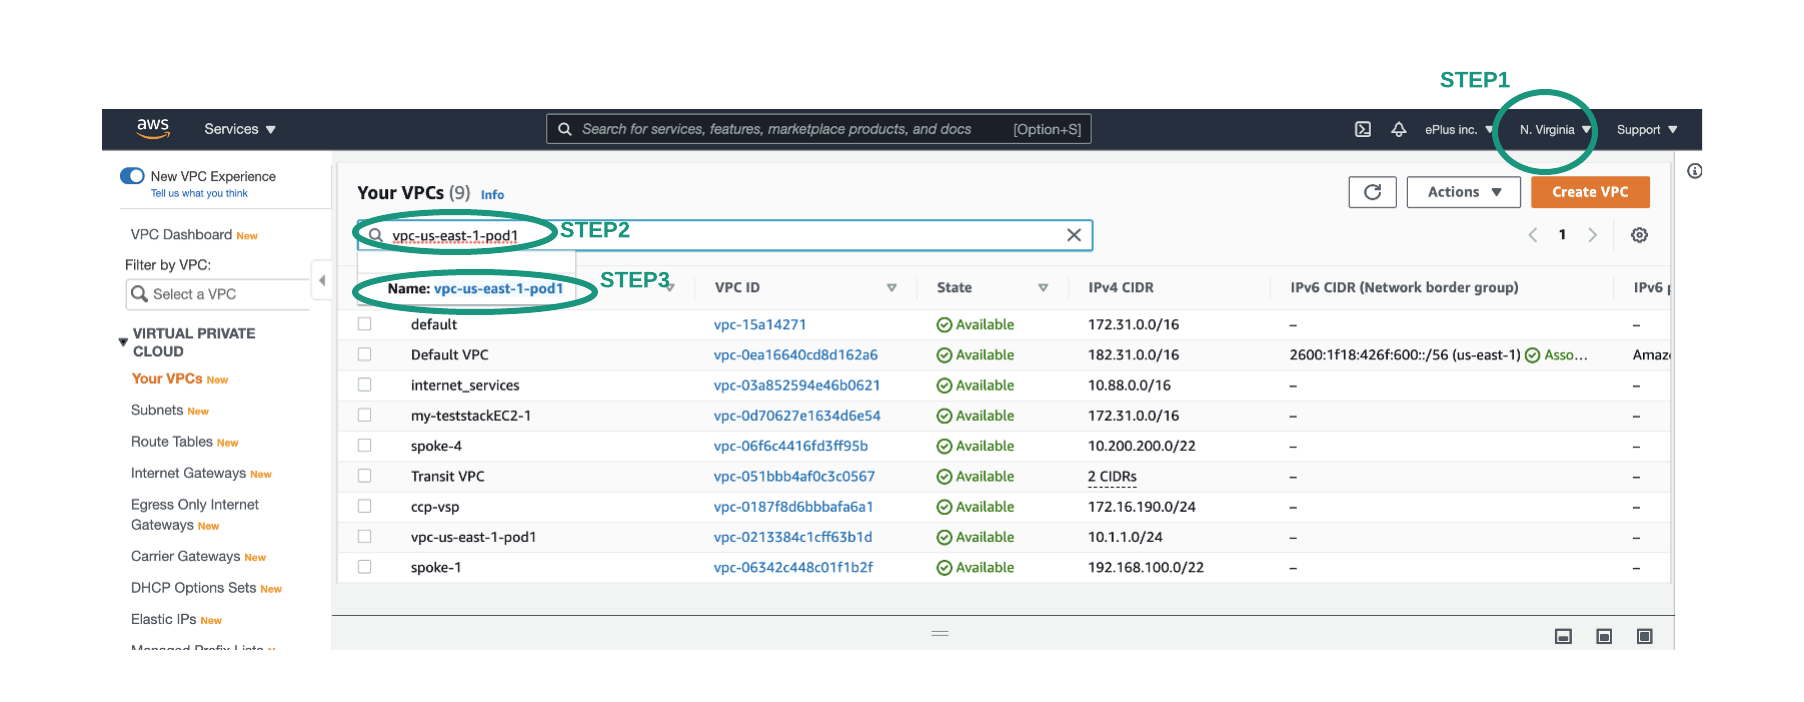 STEP1
aws
Services
Search for services, features, marketplace products, and docs
[Option+S]
ePlus inc.
N. Virginia
Support
New VPC Experience
Tell us what you think
VPC Dashboard New
Filter by VPC:
Select a VPC
VIRTUAL PRIVATE
CLOUD
Your VPCs New
Subnets New
Route Tables New
Internet Gateways New
Egress Only Internet
Gateways New
Carrier Gateways New
DHCP Options Sets New
Elastic IPs New
Managed Prefix Lists
Your VPCs (9) Info
Actions
Create VPC
vpc-us-east-1-pod1
STEP2
1
Name: vpc-us-east-1-pod1
STEP3
VPC ID State IPv4 CIDR IPv6 CIDR (Network border group) IPv6
default vpc-15a14271 Available 172.31.0.0/16 – –
Default VPC vpc-0ea16640cd8d162a6 Available 182.31.0.0/16 2600:1f18:426f:600::/56 (us-east-1) Asso... Amaz
internet_services vpc-03a852594e46b0621 Available 10.88.0.0/16 – –
my-teststackEC2-1 vpc-0d70627e1634d6e54 Available 172.31.0.0/16 – –
spoke-4 vpc-06f6c4416fd3ff95b Available 10.200.200.0/22 – –
Transit VPC vpc-051bbb4af0c3c0567 Available 2 CIDRs – –
ccp-vsp vpc-0187f8d6bbbafa6a1 Available 172.16.190.0/24 – –
vpc-us-east-1-pod1 vpc-0213384c1cff63b1d Available 10.1.1.0/24 – –
spoke-1 vpc-06342c448c01f1b2f Available 192.168.100.0/22 – –